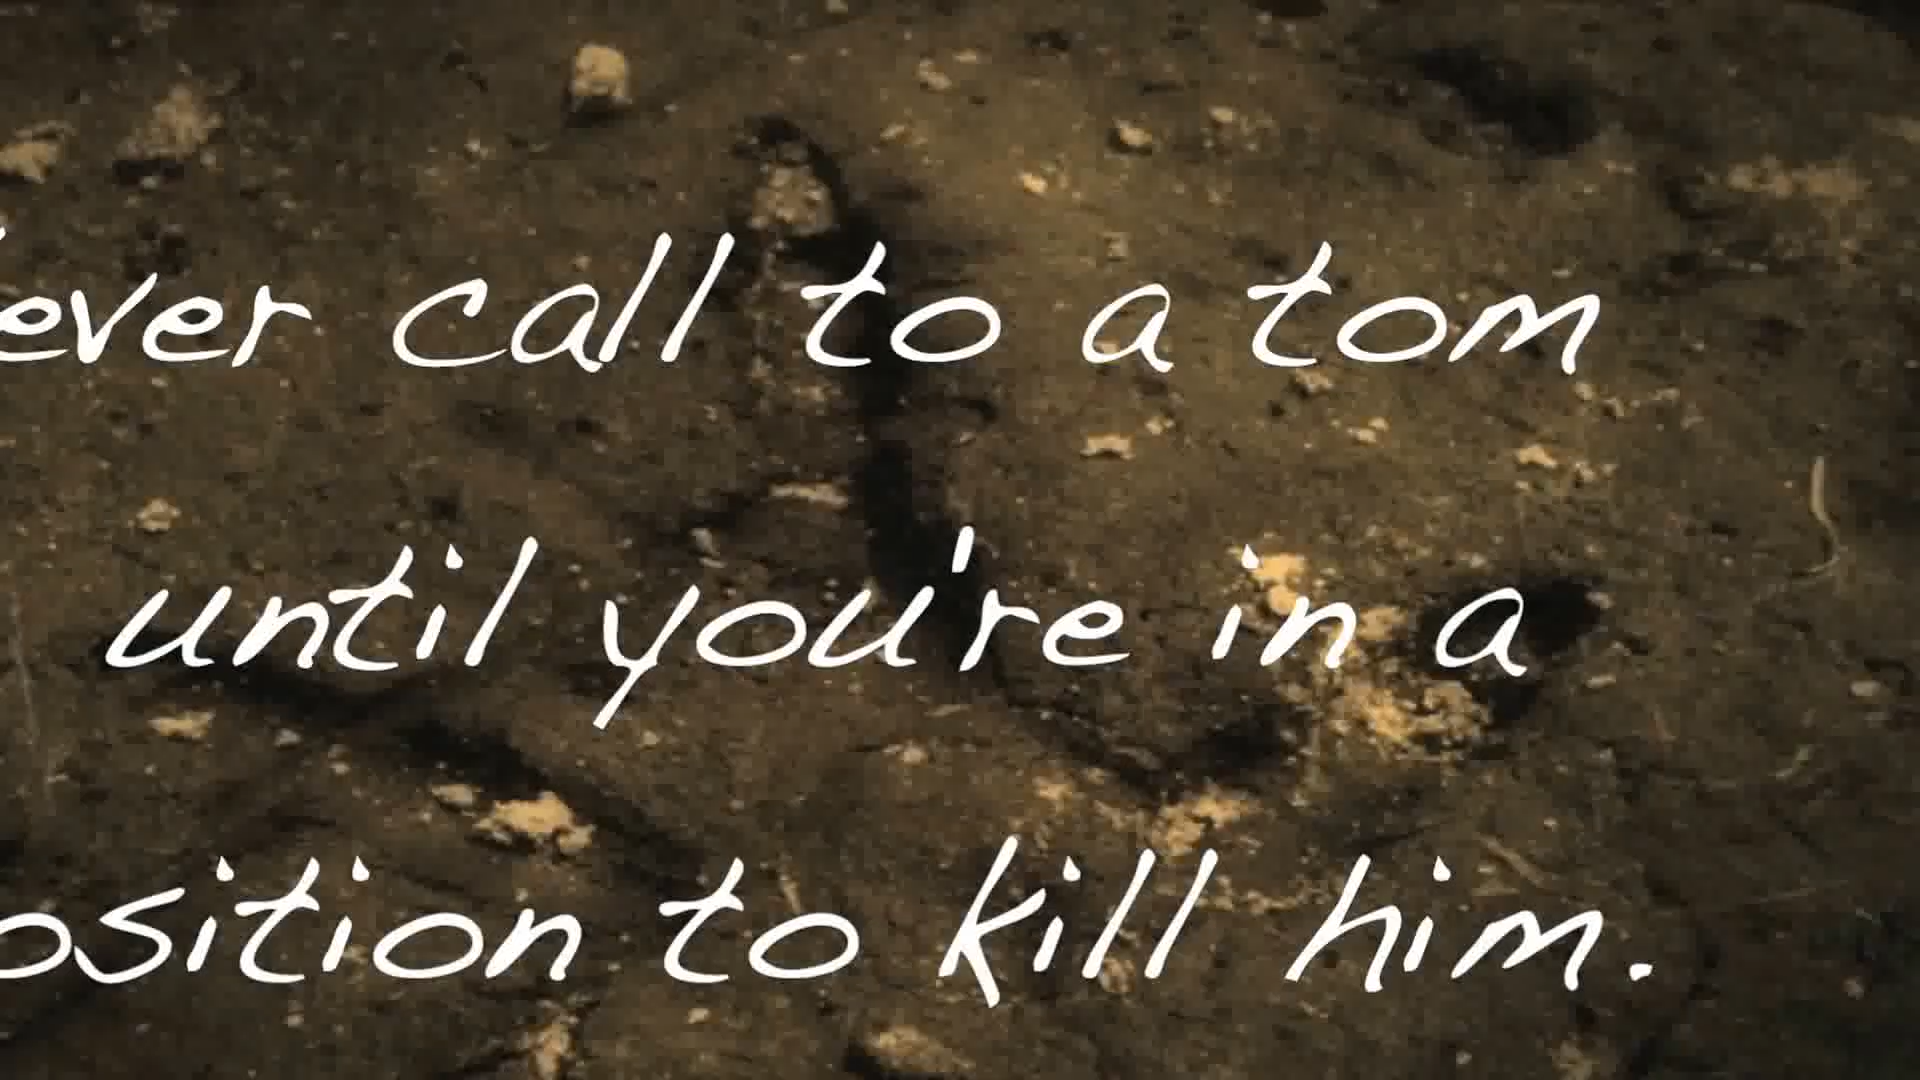 ever call to a tom
until you're in a
osition to kill him.